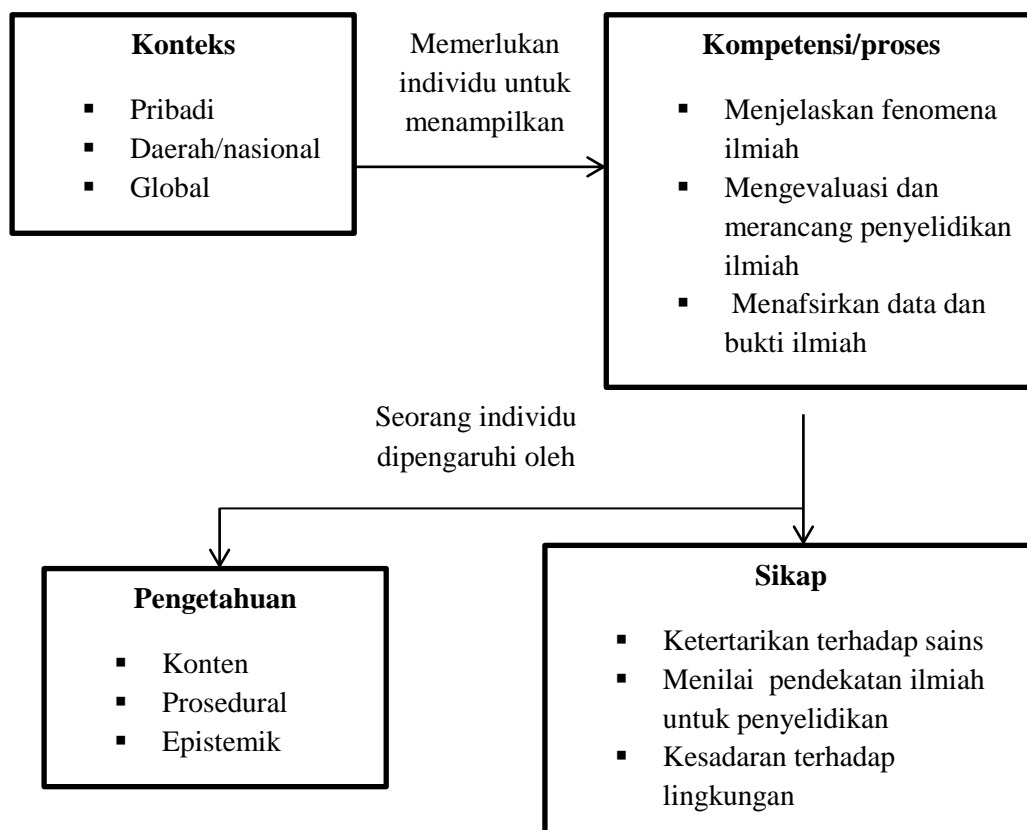 Konteks
▪ Pribadi
▪ Daerah/nasional
▪ Global
Memerlukan
individu untuk
menampilkan
Kompetensi/proses
▪ Menjelaskan fenomena
ilmiah
▪ Mengevaluasi dan
merancang penyelidikan
ilmiah
▪ Menafsirkan data dan
bukti ilmiah
Seorang individu
dipengaruhi oleh
Pengetahuan
▪ Konten
▪ Prosedural
▪ Epistemik
Sikap
▪ Ketertarikan terhadap sains
▪ Menilai pendekatan ilmiah
untuk penyelidikan
▪ Kesadaran terhadap
lingkungan